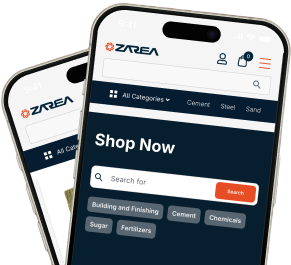 ZAREA
0
All Categories
Cement
Steel
Sand
Shop Now
Search for
Search
Building and Finishing
Cement
Chemicals
Sugar
Fertilizers
ZAREA
All Cate